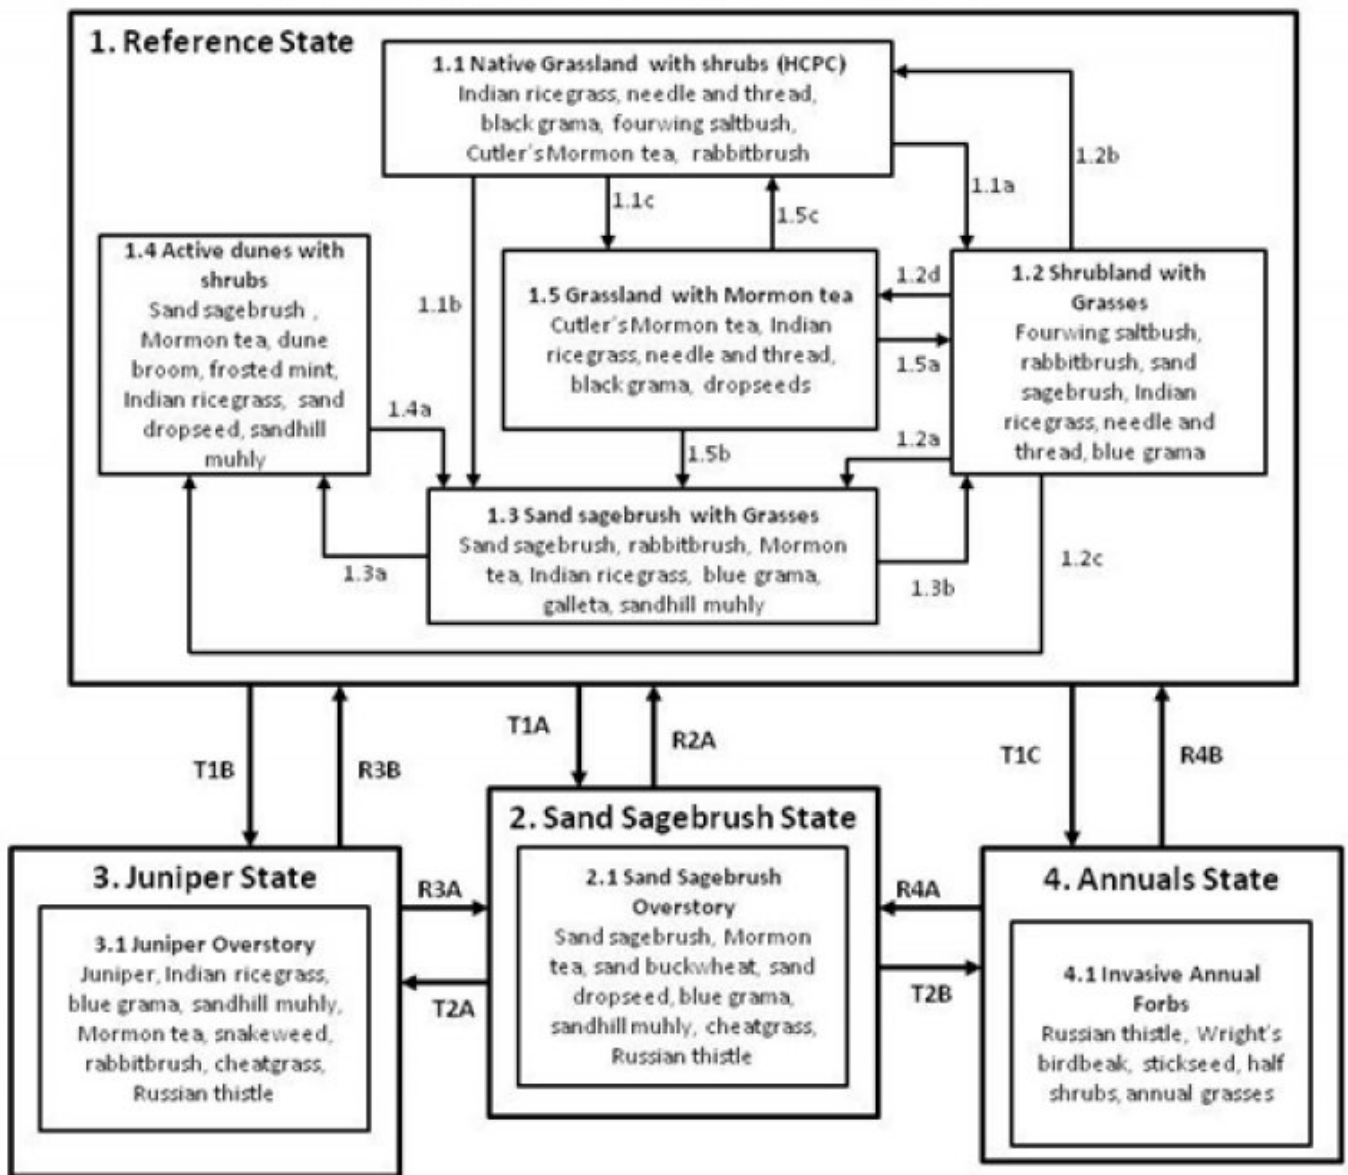 1. Reference State
1.1 Native Grassland with shrubs (HCPC)
Indian ricegrass, needle and thread,
black grama, fourwing saltbush,
Cutler's Mormon tea, rabbitbrush
1.2b
1.1a
1.1c
1.5c
1.1b
1.4 Active dunes with
shrubs
Sand sagebrush ,
Mormon tea, dune
broom, frosted mint,
Indian ricegrass, sand
dropseed, sandhill
muhly
1.5 Grassland with Mormon tea
Cutler's Mormon tea, Indian
ricegrass, needle and thread,
black grama, dropseeds
1.2d
1.5a
1.2 Shrubland with
Grasses
Fourwing saltbush,
rabbitbrush, sand
sagebrush, Indian
ricegrass, needle and
thread, blue grama
1.4a
1.5b
1.2a
1.3 Sand sagebrush with Grasses
Sand sagebrush, rabbitbrush, Mormon
tea, Indian ricegrass, blue grama,
galleta, sandhill muhly
1.3a
1.3b
1.2c
T1B
R3B
T1A
R2A
T1C
R4B
3. Juniper State
3.1 Juniper Overstory
Juniper, Indian ricegrass,
blue grama, sandhill muhly,
Mormon tea, snakeweed,
rabbitbrush, cheatgrass,
Russian thistle
R3A
T2A
2. Sand Sagebrush State
2.1 Sand Sagebrush
Overstory
Sand sagebrush, Mormon
tea, sand buckwheat, sand
dropseed, blue grama,
sandhill muhly, cheatgrass,
Russian thistle
R4A
T2B
4. Annuals State
4.1 Invasive Annual
Forbs
Russian thistle, Wright's
birdbeak, stickseed, half
shrubs, annual grasses